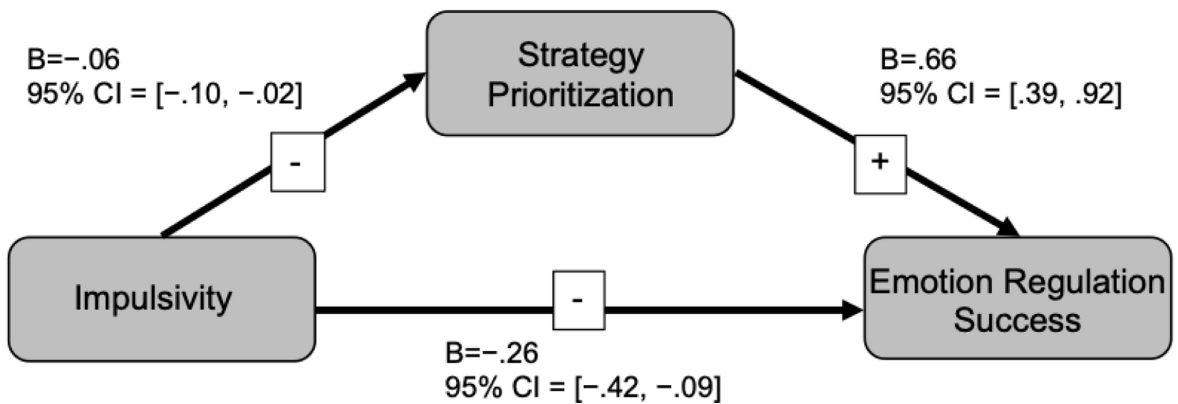 B=−.06
95% CI = [−.10, −.02]
Strategy
Prioritization
B=.66
95% CI = [.39, .92]
-
+
Impulsivity
-
Emotion Regulation
Success
B=−.26
95% CI = [−.42, −.09]